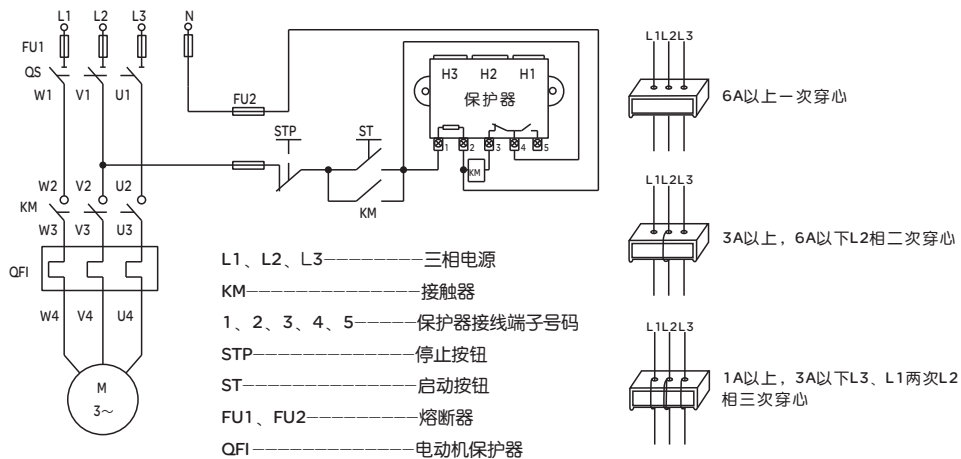 L1 L2 L3 N
FU1
QS
W1 V1 U1
FU2
STP ST
KM
H3 H2 H1
保护器
1 2 3 4 5
KM
W2 V2 U2
KM
W3 V3 U3
QFI
W4 V4 U4
M
3～
L1、L2、L3————————三相电源
KM——————————————接触器
1、2、3、4、5—————保护器接线端子号码
STP—————————————停止按钮
ST——————————————启动按钮
FU1、FU2—————————熔断器
QFI—————————————电动机保护器
L1L2L3
6A以上一次穿心
L1L2L3
3A以上，6A以下L2相二次穿心
L1L2L3
1A以上，3A以下L3、L1两次L2
相三次穿心